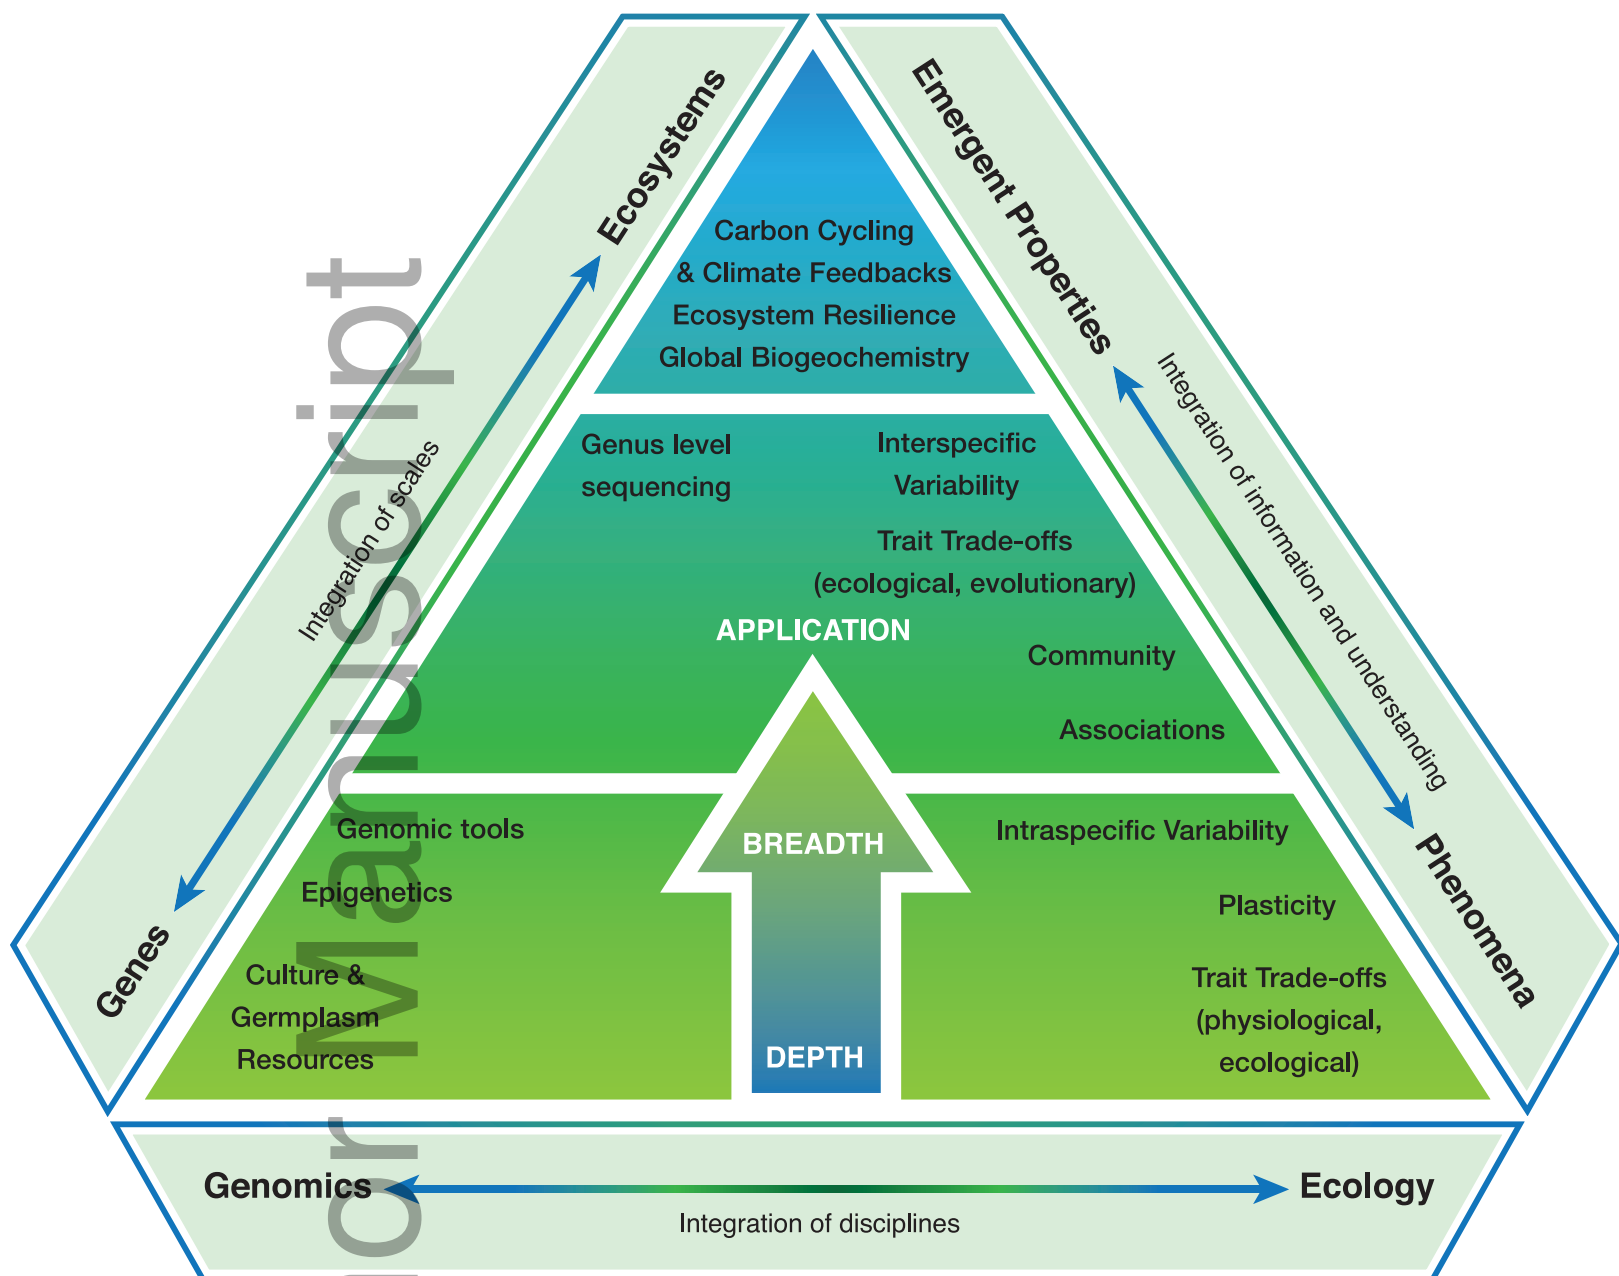 Ecosystems
Integration of scales
Genes
Emergent Properties
Integration of information and understanding
Phenomena
Carbon Cycling
& Climate Feedbacks
Ecosystem Resilience
Global Biogeochemistry
Genus level
sequencing
Interspecific
Variability
Trait Trade-offs
(ecological, evolutionary)
APPLICATION
Community
Associations
Genomic tools
Epigenetics
Culture &
Germplasm
Resources
BREADTH
DEPTH
Intraspecific Variability
Plasticity
Trait Trade-offs
(physiological,
ecological)
Genomics
Ecology
Integration of disciplines
or Manuscript